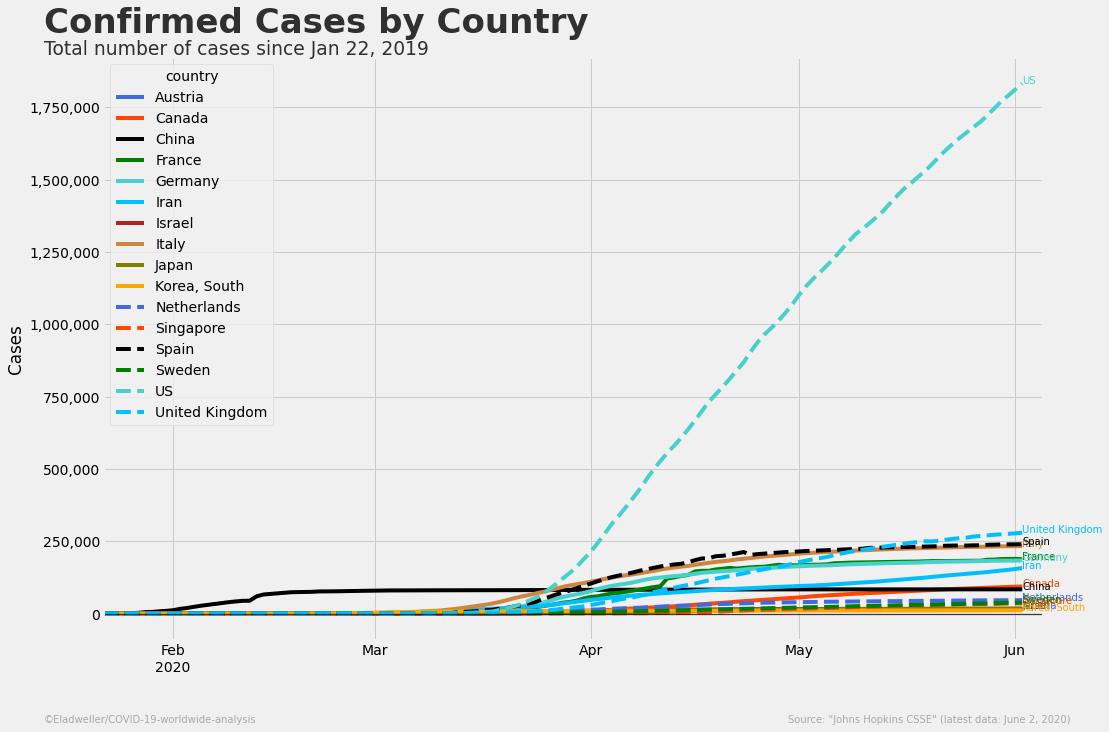 Confirmed Cases by Country
Total number of cases since Jan 22, 2019
country
Austria
Canada
China
France
Germany
Iran
Israel
Italy
Japan
Korea, South
Netherlands
Singapore
Spain
Sweden
US
United Kingdom
Cases
1,750,000
1,500,000
1,250,000
1,000,000
750,000
500,000
250,000
0
US
United Kingdom
Spain
France
Germany
Iran
Canada
China
Netherlands
Sweden
Korea, South
Feb
2020
Mar
Apr
May
Jun
©Eladweller/COVID-19-worldwide-analysis
Source: "Johns Hopkins CSSE" (latest data: June 2, 2020)